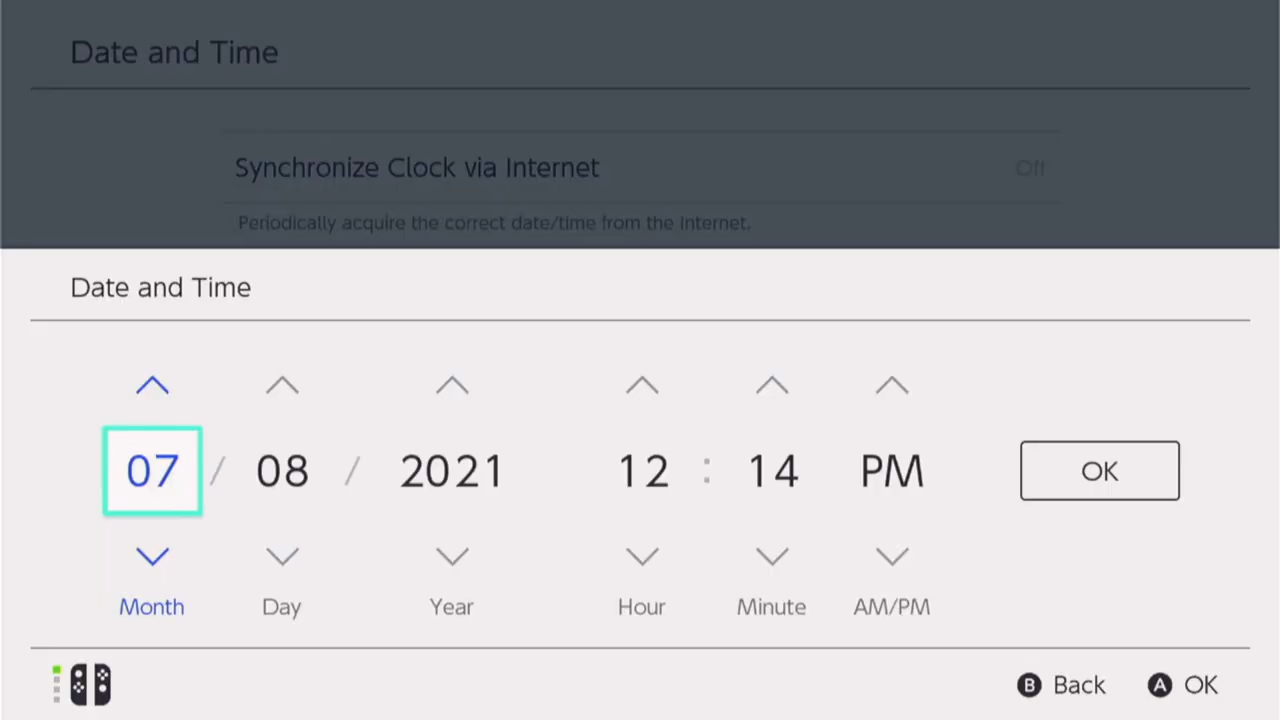 Date and Time
Synchronize Clock via Internet Off
Periodically acquire the correct date/time from the Internet.
Date and Time
07 / 08 / 2021 12 : 14 PM OK
Month Day Year Hour Minute AM/PM
B Back A OK